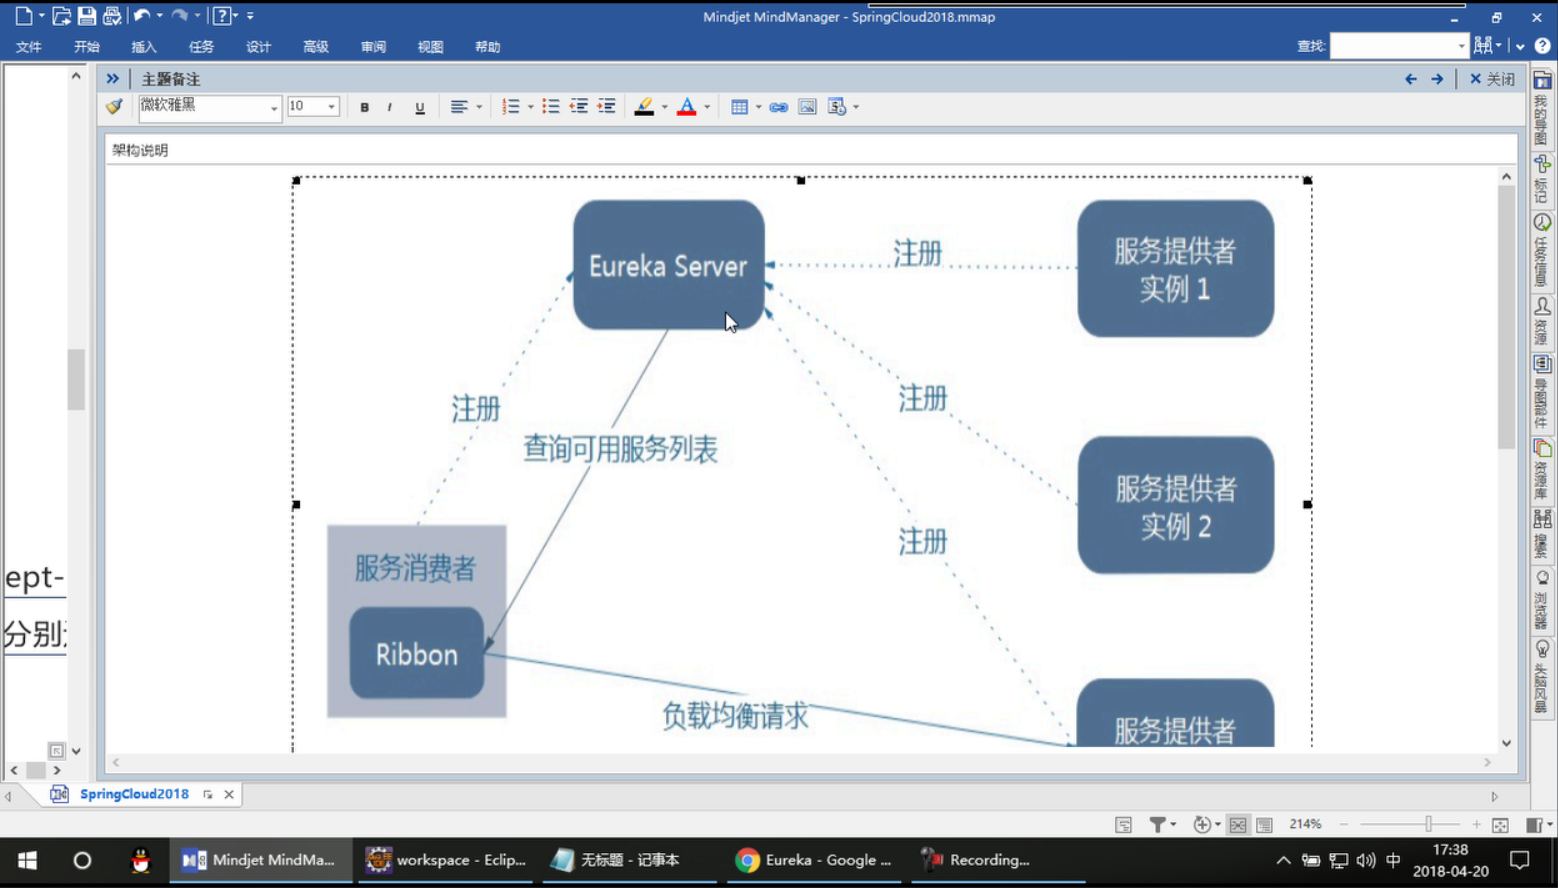 Mindjet MindManager - SpringCloud2018.mmap
文件 开始 插入 任务 设计 高级 审阅 视图 帮助
查找:
主题备注
关闭
微软雅黑 10 B I U
架构说明
Eureka Server
服务提供者
实例 1
注册
注册
注册
查询可用服务列表
服务提供者
实例 2
注册
服务消费者
Ribbon
负载均衡请求
服务提供者
ept-
分别
我的导图
标记
任务信息
资源
导图部件
资源库
搜索
浏览器
头脑风暴
SpringCloud2018
214%
Mindjet MindMa...
workspace - Eclip...
无标题 - 记事本
Eureka - Google ...
Recording...
中
17:38
2018-04-20